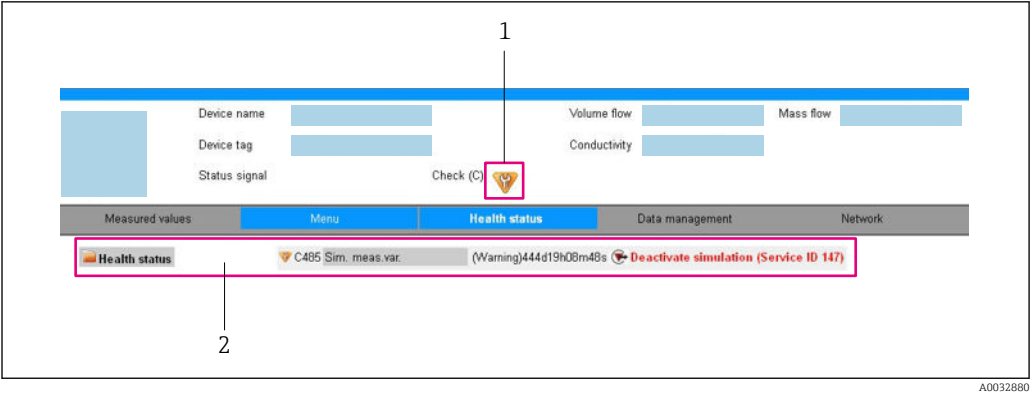 1
Device name Volume flow Mass flow
Device tag Conductivity
Status signal Check (C)
Measured values Menu Health status Data management Network
Health status C485 Sim. meas.var. (Warning)444d19h08m48s Deactivate simulation (Service ID 147)
2
A0032880